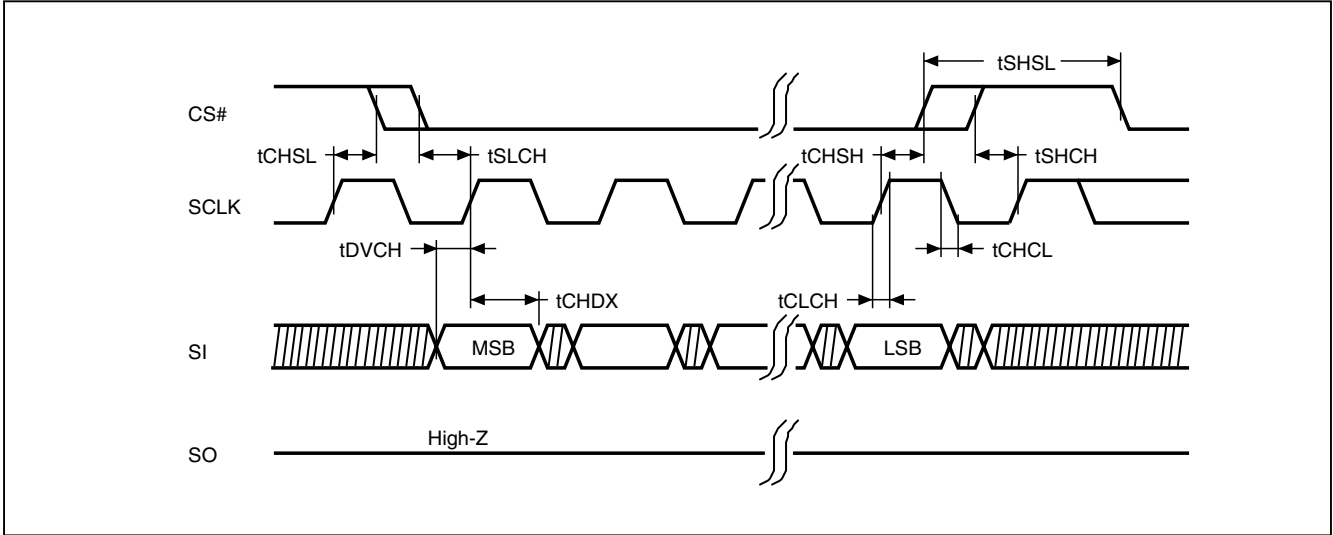 tSHSL
CS#
tCHSL
tSLCH
tCHSH
tSHCH
SCLK
tDVCH
tCHCL
tCHDX
tCLCH
SI
MSB
LSB
High-Z
SO